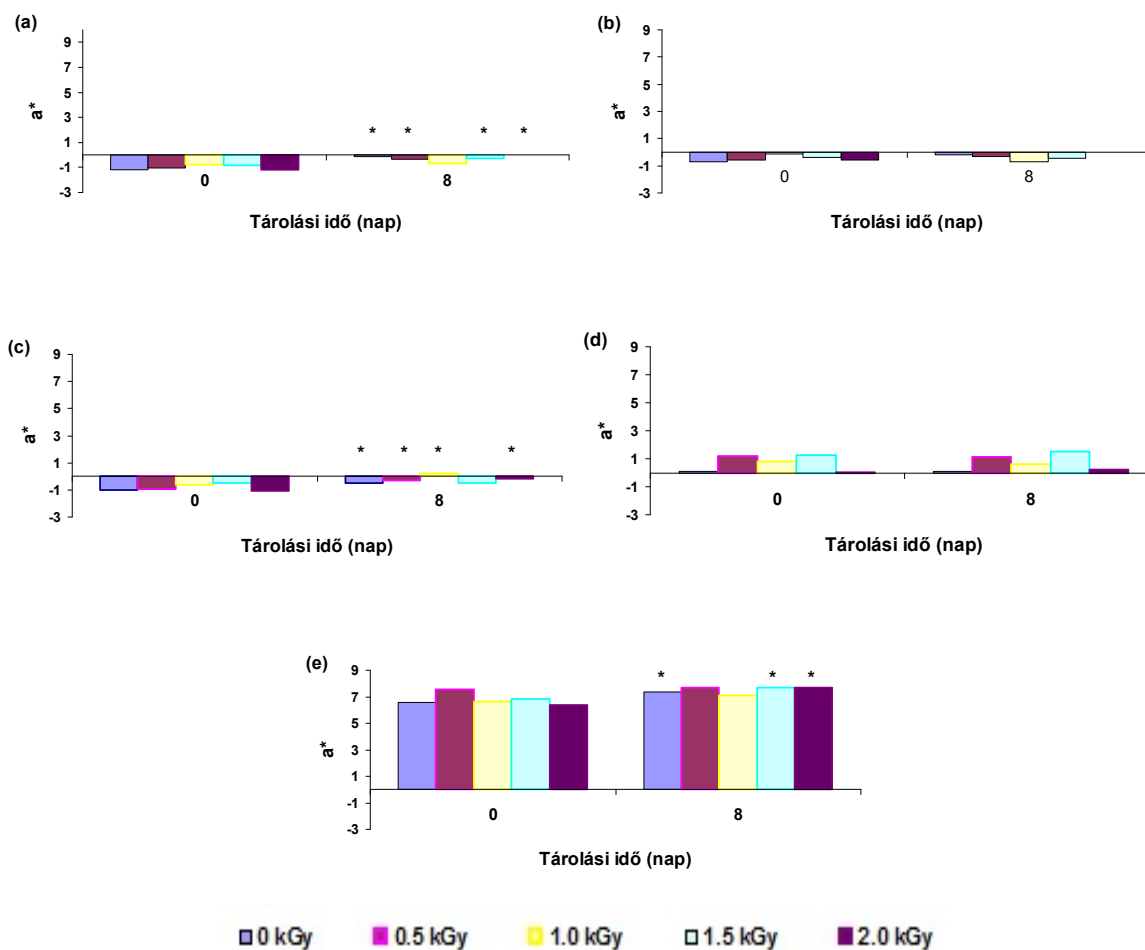 (a)
9
7
5
3
1
-1
-3
a*
* * * *
0 8
Tárolási idő (nap)
(b)
9
7
5
3
1
-1
-3
a*
0 8
Tárolási idő (nap)
(c)
9
7
5
3
1
-1
-3
a*
* * * *
0 8
Tárolási idő (nap)
(d)
9
7
5
3
1
-1
-3
a*
0 8
Tárolási idő (nap)
(e)
9
7
5
3
1
-1
-3
a*
* * *
0 8
Tárolási idő (nap)
0 kGy 0.5 kGy 1.0 kGy 1.5 kGy 2.0 kGy